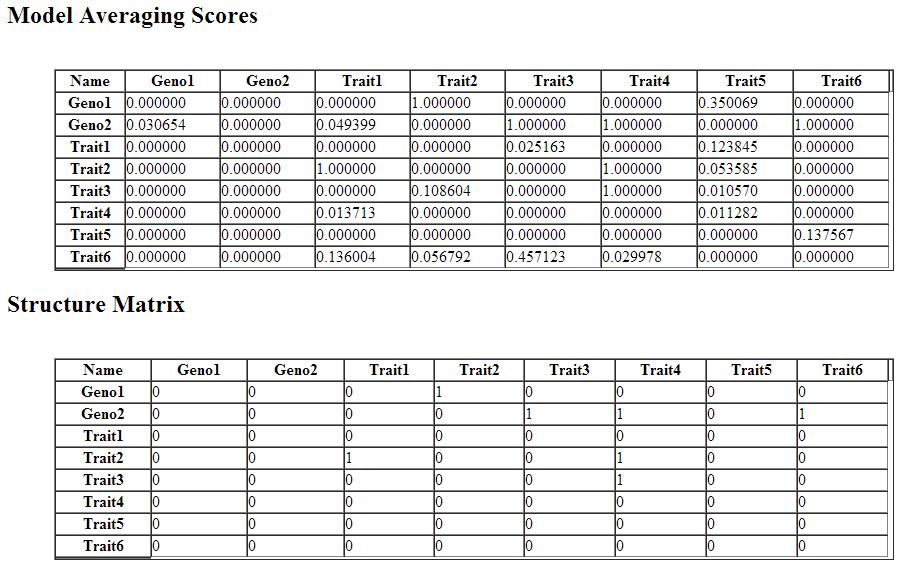 Model Averaging Scores
Name Geno1 Geno2 Trait1 Trait2 Trait3 Trait4 Trait5 Trait6
Geno1 0.000000 0.000000 0.000000 1.000000 0.000000 0.000000 0.350069 0.000000
Geno2 0.030654 0.000000 0.049399 0.000000 1.000000 1.000000 0.000000 1.000000
Trait1 0.000000 0.000000 0.000000 0.000000 0.025163 0.000000 0.123845 0.000000
Trait2 0.000000 0.000000 1.000000 0.000000 0.000000 1.000000 0.053585 0.000000
Trait3 0.000000 0.000000 0.000000 0.108604 0.000000 1.000000 0.010570 0.000000
Trait4 0.000000 0.000000 0.013713 0.000000 0.000000 0.000000 0.011282 0.000000
Trait5 0.000000 0.000000 0.000000 0.000000 0.000000 0.000000 0.000000 0.137567
Trait6 0.000000 0.000000 0.136004 0.056792 0.457123 0.029978 0.000000 0.000000
Structure Matrix
Name Geno1 Geno2 Trait1 Trait2 Trait3 Trait4 Trait5 Trait6
Geno1 0 0 0 1 0 0 0 0
Geno2 0 0 0 0 1 1 0 1
Trait1 0 0 0 0 0 0 0 0
Trait2 0 0 1 0 0 1 0 0
Trait3 0 0 0 0 0 1 0 0
Trait4 0 0 0 0 0 0 0 0
Trait5 0 0 0 0 0 0 0 0
Trait6 0 0 0 0 0 0 0 0